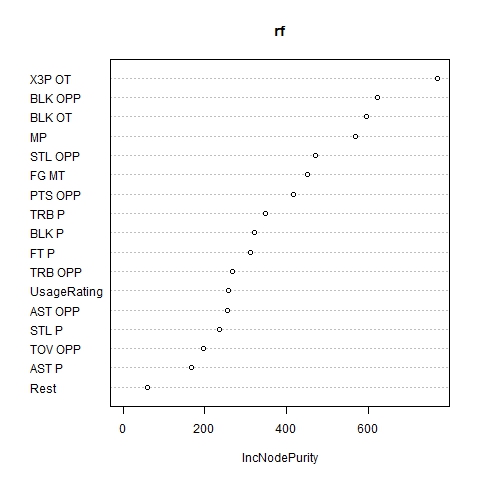 rf
X3P OT
BLK OPP
BLK OT
MP
STL OPP
FG MT
PTS OPP
TRB P
BLK P
FT P
TRB OPP
UsageRating
AST OPP
STL P
TOV OPP
AST P
Rest
0 200 400 600
IncNodePurity